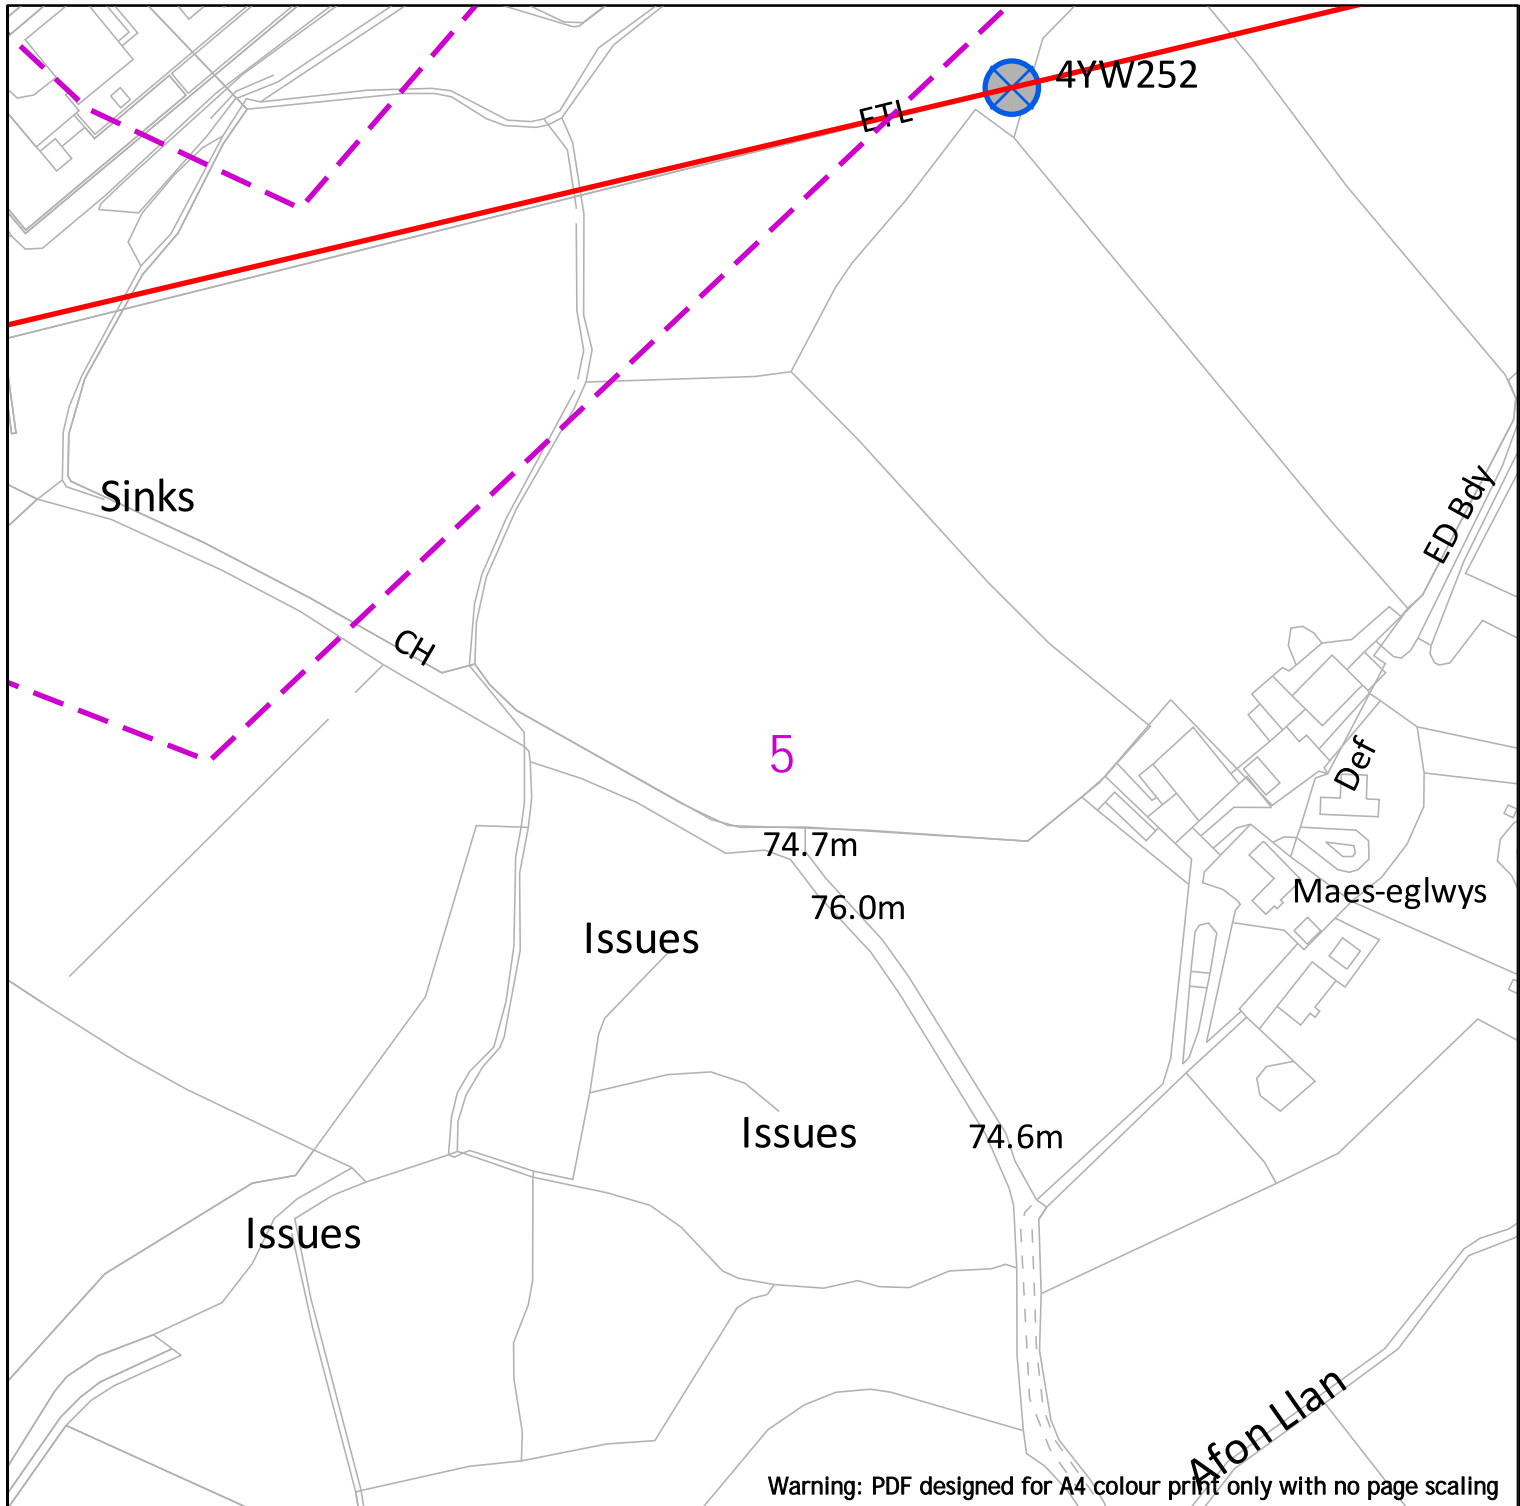 4YW252
ETL
Sinks
ED Bdy
CH
5
Def
74.7m
Maes-eglwys
76.0m
Issues
Issues
74.6m
Issues
Afon Llan
Warning: PDF designed for A4 colour print only with no page scaling